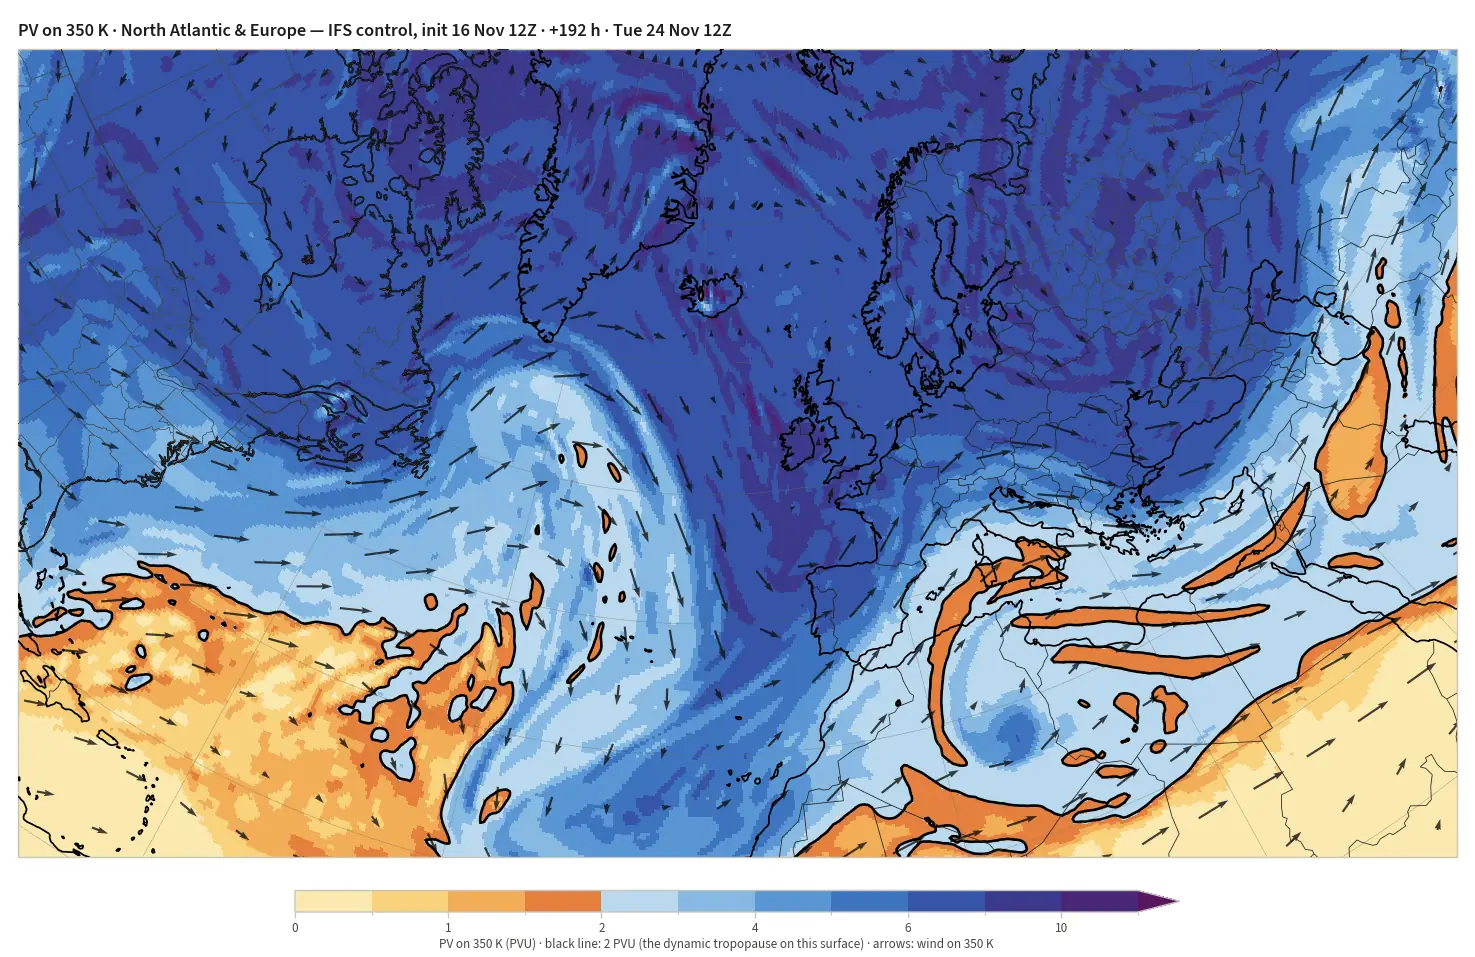 PV on 350 K · North Atlantic & Europe — IFS control, init 16 Nov 12Z · +192 h · Tue 24 Nov 12Z
0 1 2 4 6 10
PV on 350 K (PVU) · black line: 2 PVU (the dynamic tropopause on this surface) · arrows: wind on 350 K